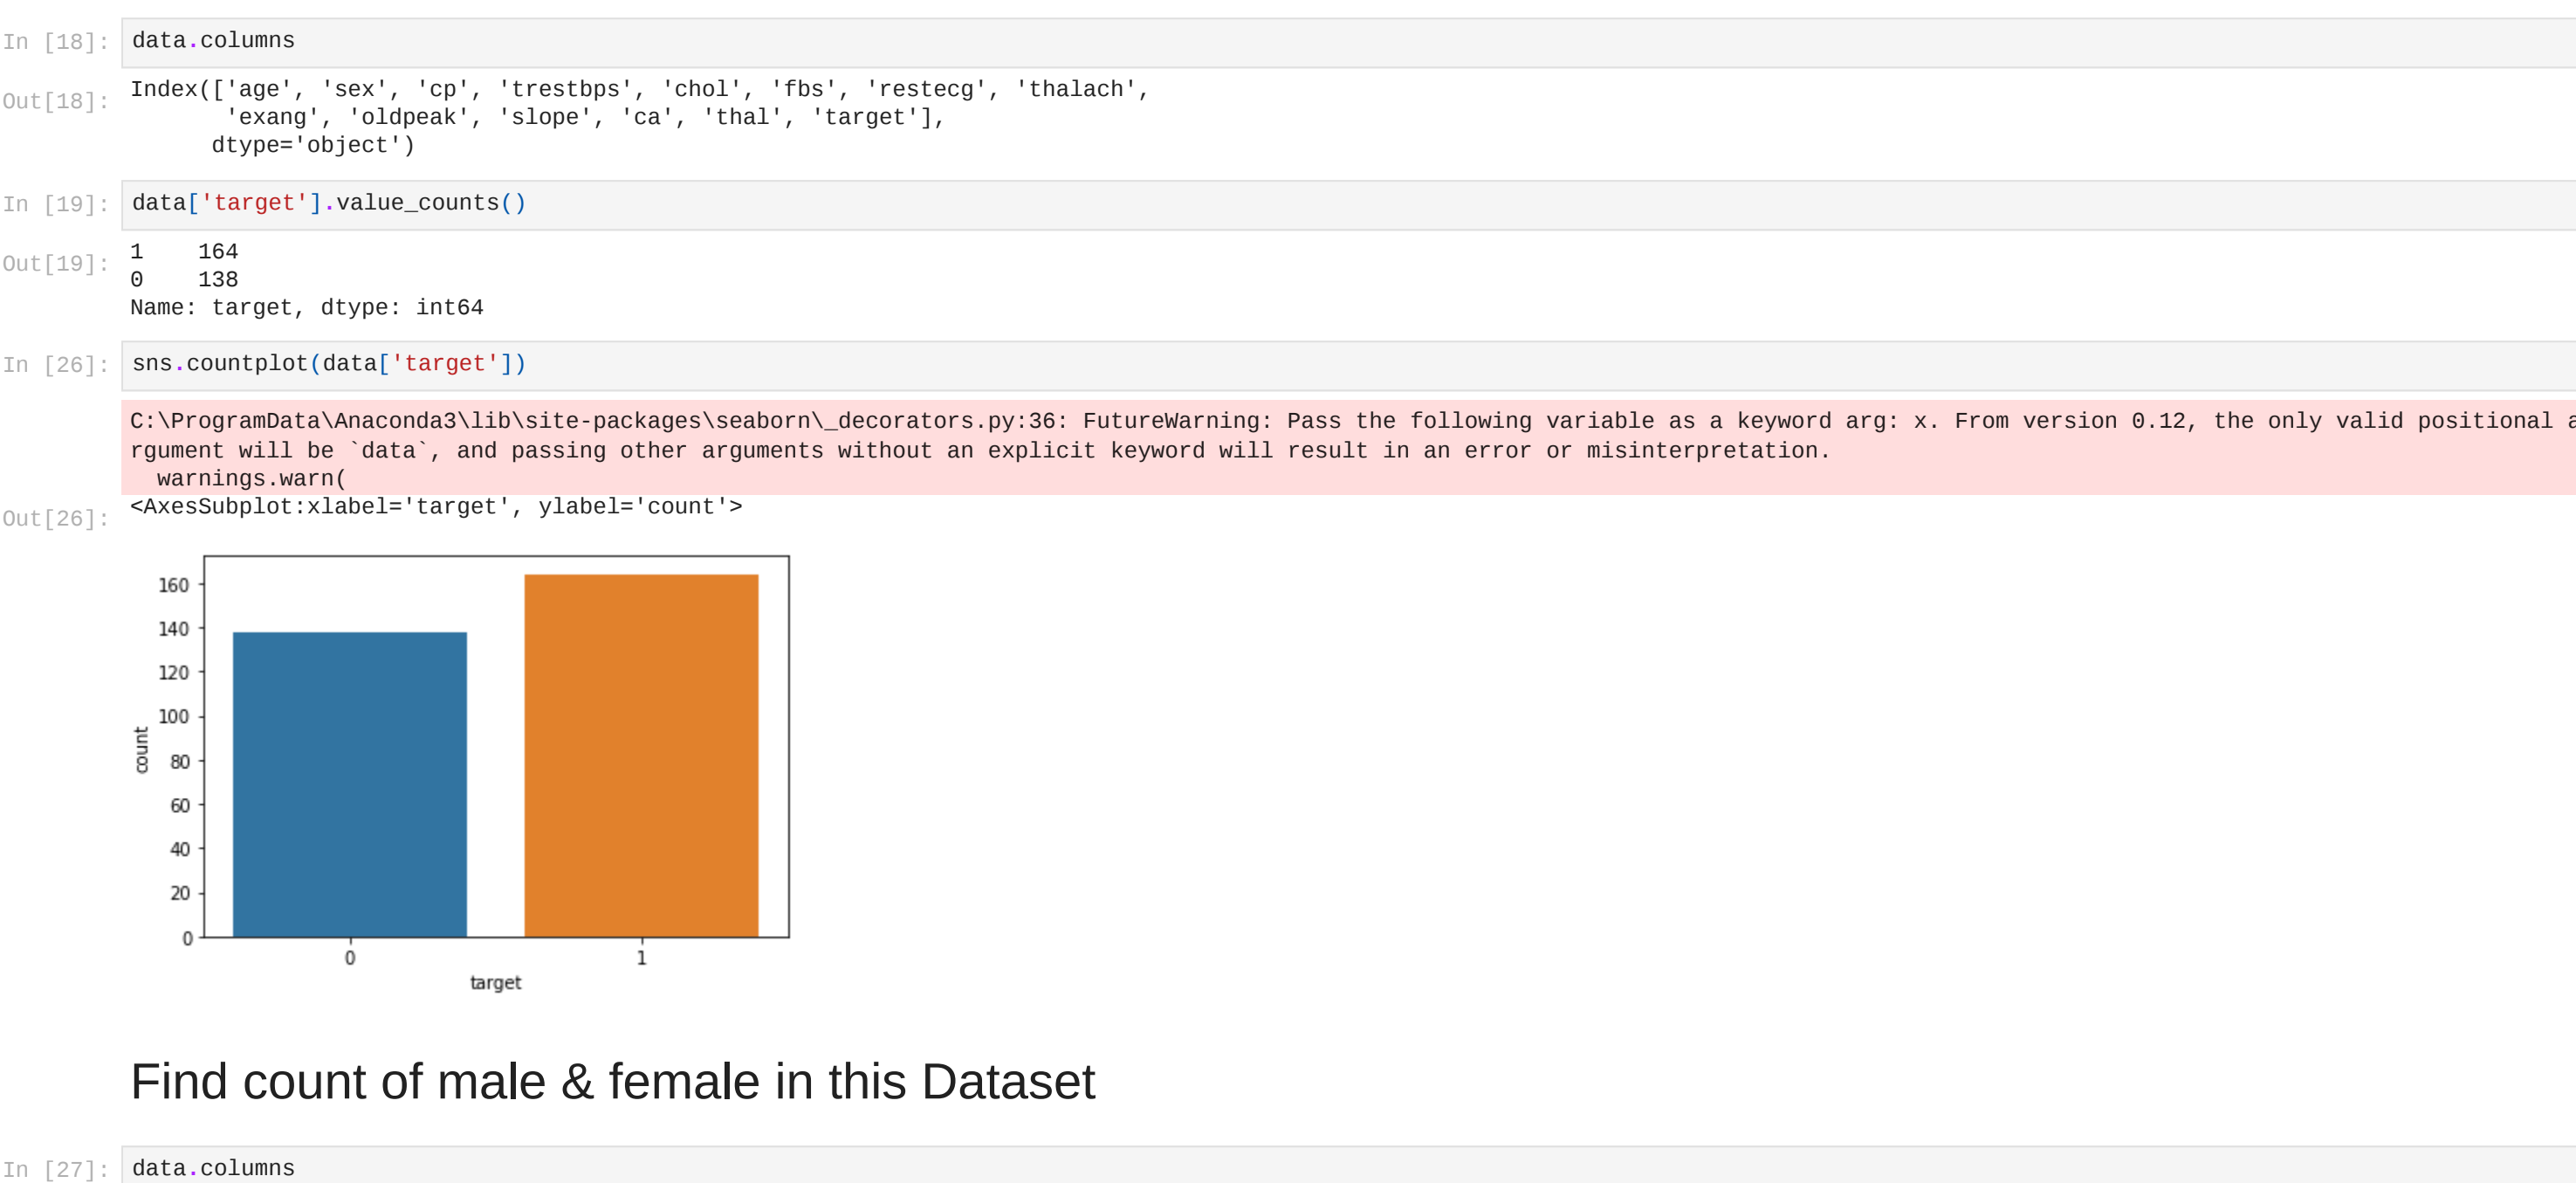 In [18]: data.columns
Out[18]: Index(['age', 'sex', 'cp', 'trestbps', 'chol', 'fbs', 'restecg', 'thalach',
       'exang', 'oldpeak', 'slope', 'ca', 'thal', 'target'],
      dtype='object')
In [19]: data['target'].value_counts()
Out[19]: 1    164
0    138
Name: target, dtype: int64
In [26]: sns.countplot(data['target'])
C:\ProgramData\Anaconda3\lib\site-packages\seaborn\_decorators.py:36: FutureWarning: Pass the following variable as a keyword arg: x. From version 0.12, the only valid positional a
rgument will be `data`, and passing other arguments without an explicit keyword will result in an error or misinterpretation.
  warnings.warn(
Out[26]: <AxesSubplot:xlabel='target', ylabel='count'>
160
140
120
100
80
60
40
20
0
count
0 1
target
Find count of male & female in this Dataset
In [27]: data.columns